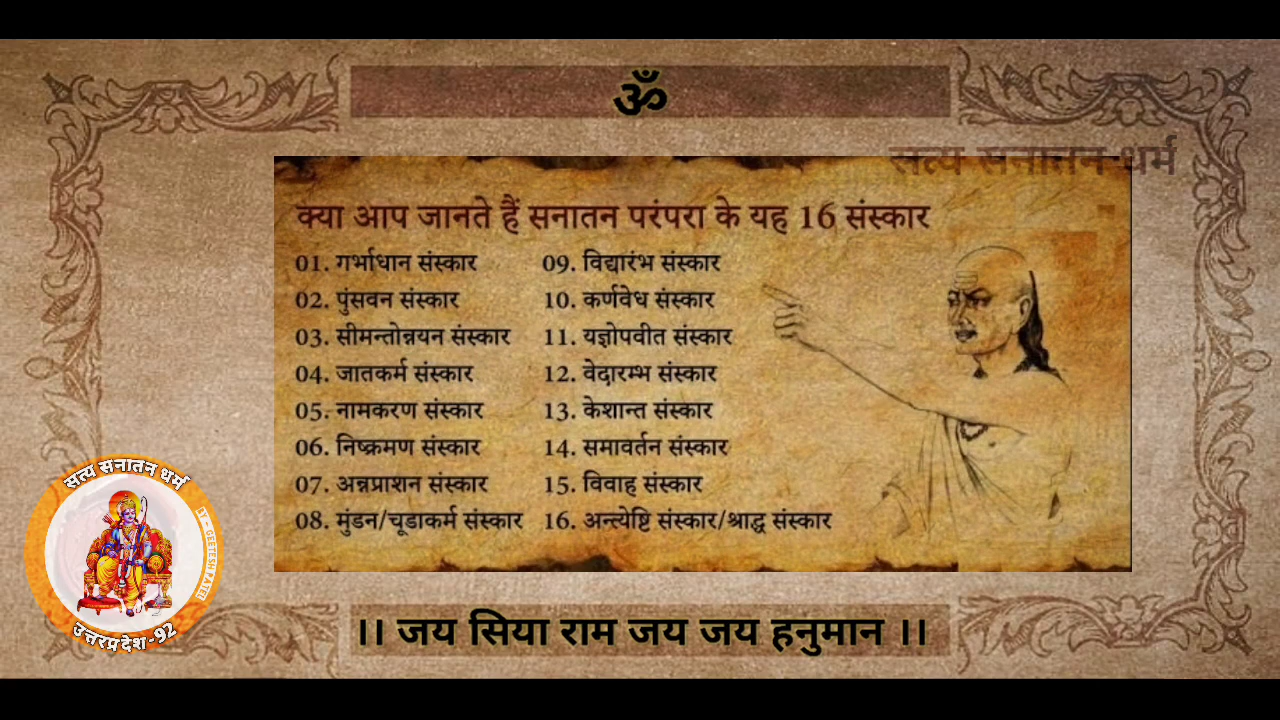 ॐ
सत्य सनातन धर्म
क्या आप जानते हैं सनातन परंपरा के यह 16 संस्कार
01. गर्भाधान संस्कार
02. पुंसवन संस्कार
03. सीमन्तोन्नयन संस्कार
04. जातकर्म संस्कार
05. नामकरण संस्कार
06. निष्क्रमण संस्कार
07. अन्नप्राशन संस्कार
08. मुंडन/चूडाकर्म संस्कार
09. विद्यारंभ संस्कार
10. कर्णवेध संस्कार
11. यज्ञोपवीत संस्कार
12. वेदारम्भ संस्कार
13. केशान्त संस्कार
14. समावर्तन संस्कार
15. विवाह संस्कार
16. अन्त्येष्टि संस्कार/श्राद्ध संस्कार
सत्य सनातन धर्म
BY - GEETESH PATEL
उत्तरप्रदेश-92
।। जय सिया राम जय जय हनुमान ।।